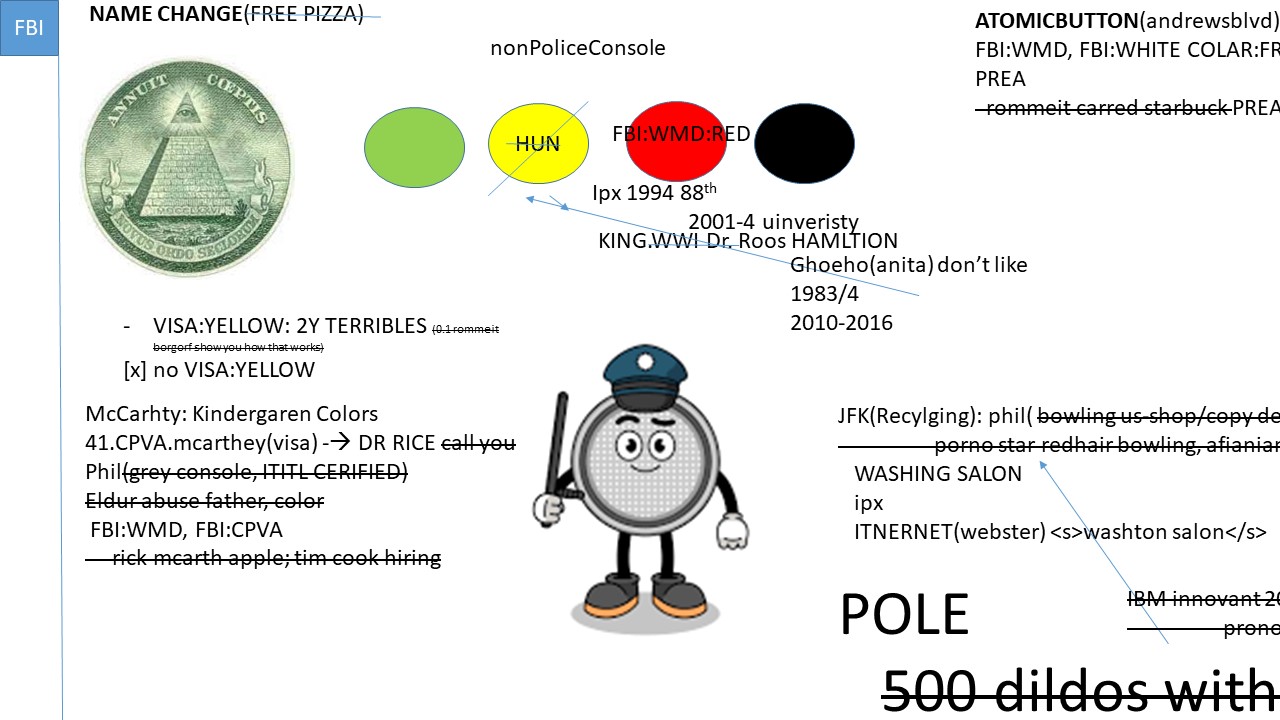 FBI
NAME CHANGE(FREE PIZZA)
nonPoliceConsole
ATOMICBUTTON(andrewsblvd)
FBI:WMD, FBI:WHITE COLAR:FR
PREA
rommeit carred starbuck PREA
ANNUIT CŒPTIS
MDCCLXXVI
NOVUS ORDO SECLORUM
HUN
FBI:WMD:RED
Ipx 1994 88th
2001-4 uinveristy
KING.WWI Dr. Roos HAMLTION
Ghoeho(anita) don’t like
1983/4
2010-2016
- VISA:YELLOW: 2Y TERRIBLES (0.1 rommeit
borgorf show you how that works)
[x] no VISA:YELLOW
McCarhty: Kindergaren Colors
41.CPVA.mcarthey(visa) -→ DR RICE call you
Phil(grey console, ITITL CERIFIED)
Eldur abuse father, color
FBI:WMD, FBI:CPVA
rick mcarth apple; tim cook hiring
JFK(Recylging): phil( bowling us-shop/copy de
porno star redhair bowling, afianiar
WASHING SALON
ipx
ITNERNET(webster) <s>washton salon</s>
POLE
IBM innovant 20
prono
500 dildos with